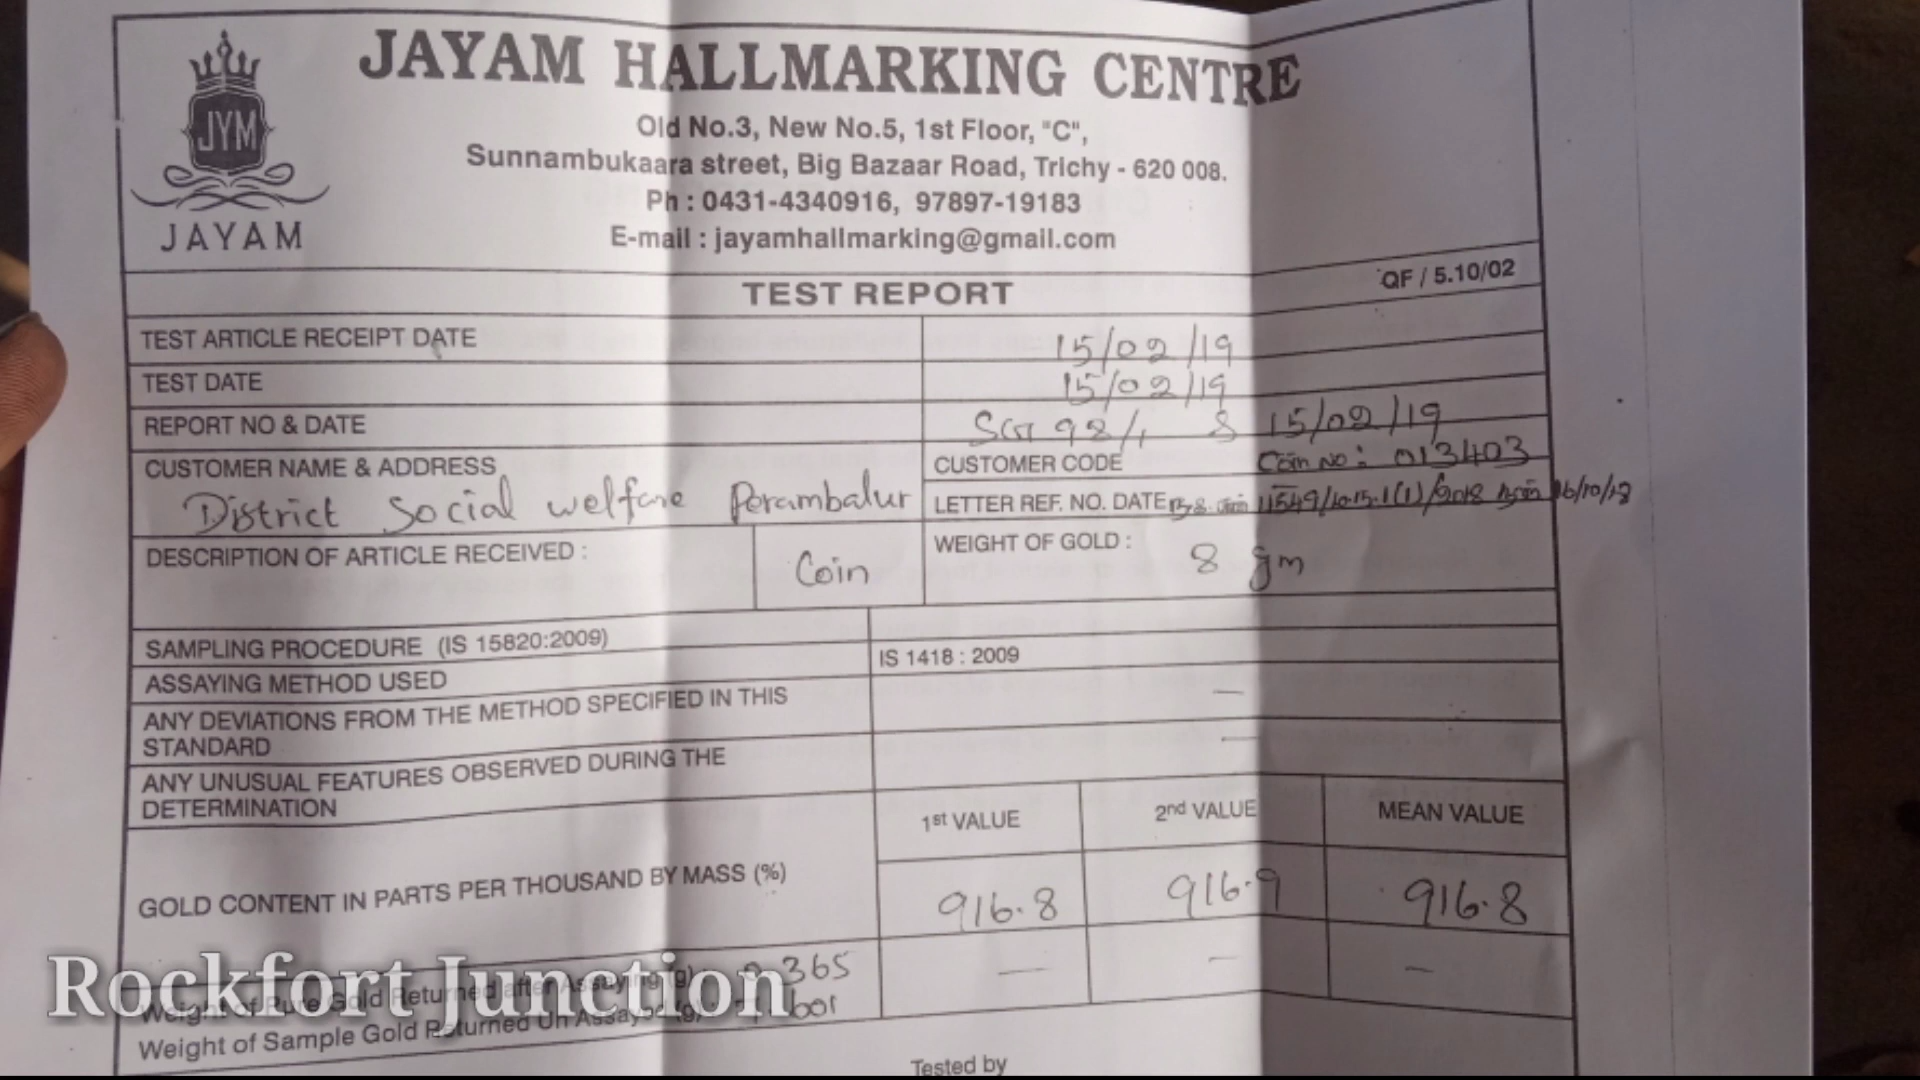 JYM
JAYAM
JAYAM HALLMARKING CENTRE
Old No.3, New No.5, 1st Floor, "C",
Sunnambukaara street, Big Bazaar Road, Trichy - 620 008.
Ph : 0431-4340916, 97897-19183
E-mail : jayamhallmarking@gmail.com
TEST REPORT
QF / 5.10/02
TEST ARTICLE RECEIPT DATE 15/02/19
TEST DATE 15/02/19
REPORT NO & DATE 15/02/19
CUSTOMER NAME & ADDRESS
District Social welfare Perambalur
CUSTOMER CODE Coin No : 013403
LETTER REF. NO. DATE 16/10/18
DESCRIPTION OF ARTICLE RECEIVED : Coin
WEIGHT OF GOLD : 8 gm
SAMPLING PROCEDURE (IS 15820:2009)
ASSAYING METHOD USED IS 1418 : 2009
ANY DEVIATIONS FROM THE METHOD SPECIFIED IN THIS
STANDARD —
ANY UNUSUAL FEATURES OBSERVED DURING THE
DETERMINATION
1st VALUE 2nd VALUE MEAN VALUE
GOLD CONTENT IN PARTS PER THOUSAND BY MASS (%) 916.8 916.9 916.8
Weight of Pure Gold Returned after Assaying (g) — — —
Weight of Sample Gold Returned Un Assayed (g)
Tested by
Rockfort Junction